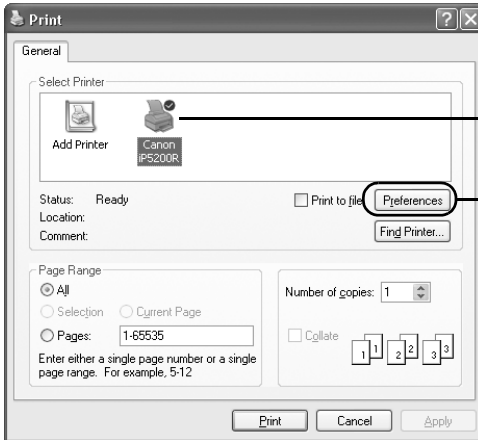 Print
General
Select Printer
Add Printer
Canon
iP5200R
Status: Ready
Location:
Comment:
Print to file
Preferences
Find Printer...
Page Range
All
Selection
Current Page
Pages: 1-65535
Enter either a single page number or a single
page range. For example, 5-12
Number of copies: 1
Collate
1 1 2 2 3 3
Print
Cancel
Apply